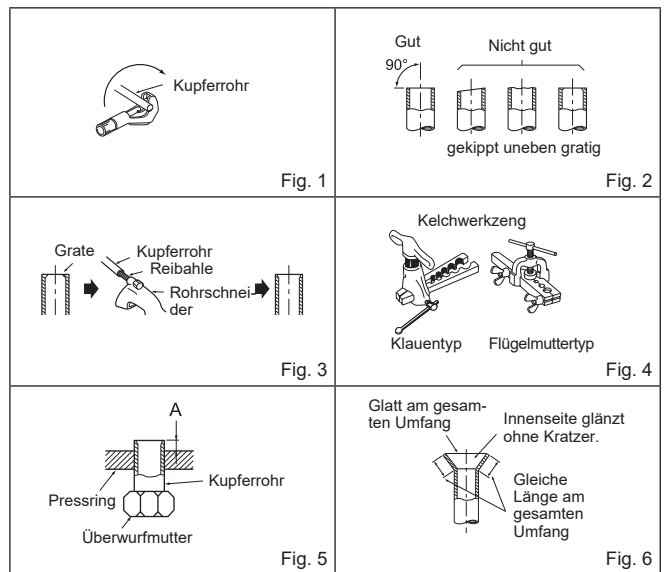 Kupferrohr
Fig. 1
Gut
Nicht gut
90°
gekippt uneben gratig
Fig. 2
Grate
Kupferrohr
Reibahle
Rohrschnei-
der
Fig. 3
Kelchwerkzeng
Klauentyp
Flügelmuttertyp
Fig. 4
A
Kupferrohr
Pressring
Überwurfmutter
Fig. 5
Glatt am gesam-
ten Umfang
Innenseite glänzt
ohne Kratzer.
Gleiche
Länge am
gesamten
Umfang
Fig. 6